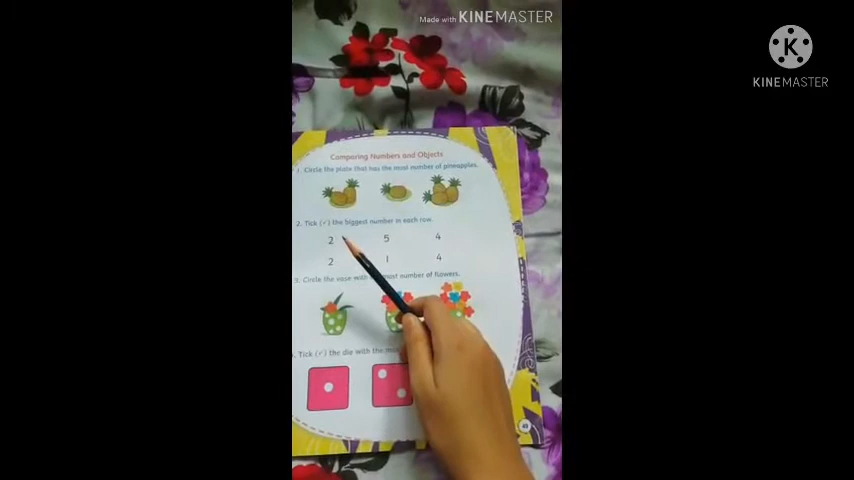 Made with KINEMASTER
K
KINEMASTER
Comparing Numbers and Objects
1. Circle the plate that has the most number of pineapples.
2. Tick (✓) the biggest number in each row.
2 5 4
2 1 4
3. Circle the vase with most number of flowers.
. Tick (✓) the die with the
49